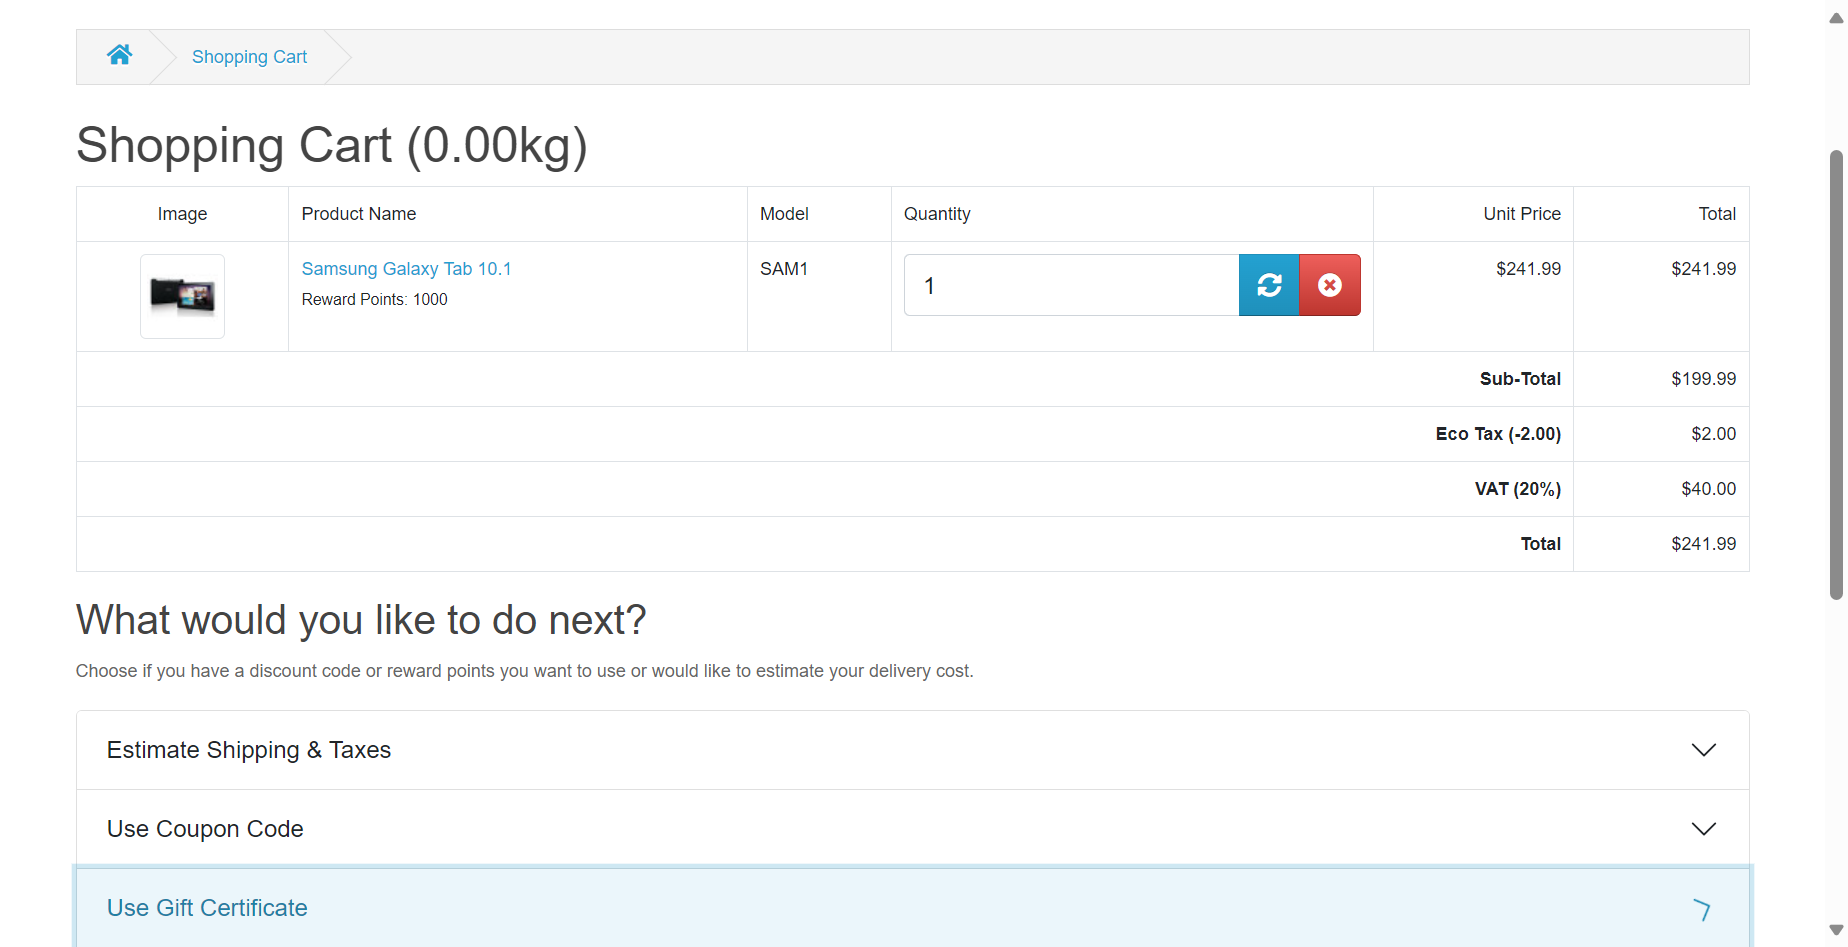 Shopping Cart
Shopping Cart (0.00kg)
Image Product Name Model Quantity Unit Price Total
Samsung Galaxy Tab 10.1 SAM1 1 $241.99 $241.99
Reward Points: 1000
Sub-Total $199.99
Eco Tax (-2.00) $2.00
VAT (20%) $40.00
Total $241.99
What would you like to do next?
Choose if you have a discount code or reward points you want to use or would like to estimate your delivery cost.
Estimate Shipping & Taxes
Use Coupon Code
Use Gift Certificate